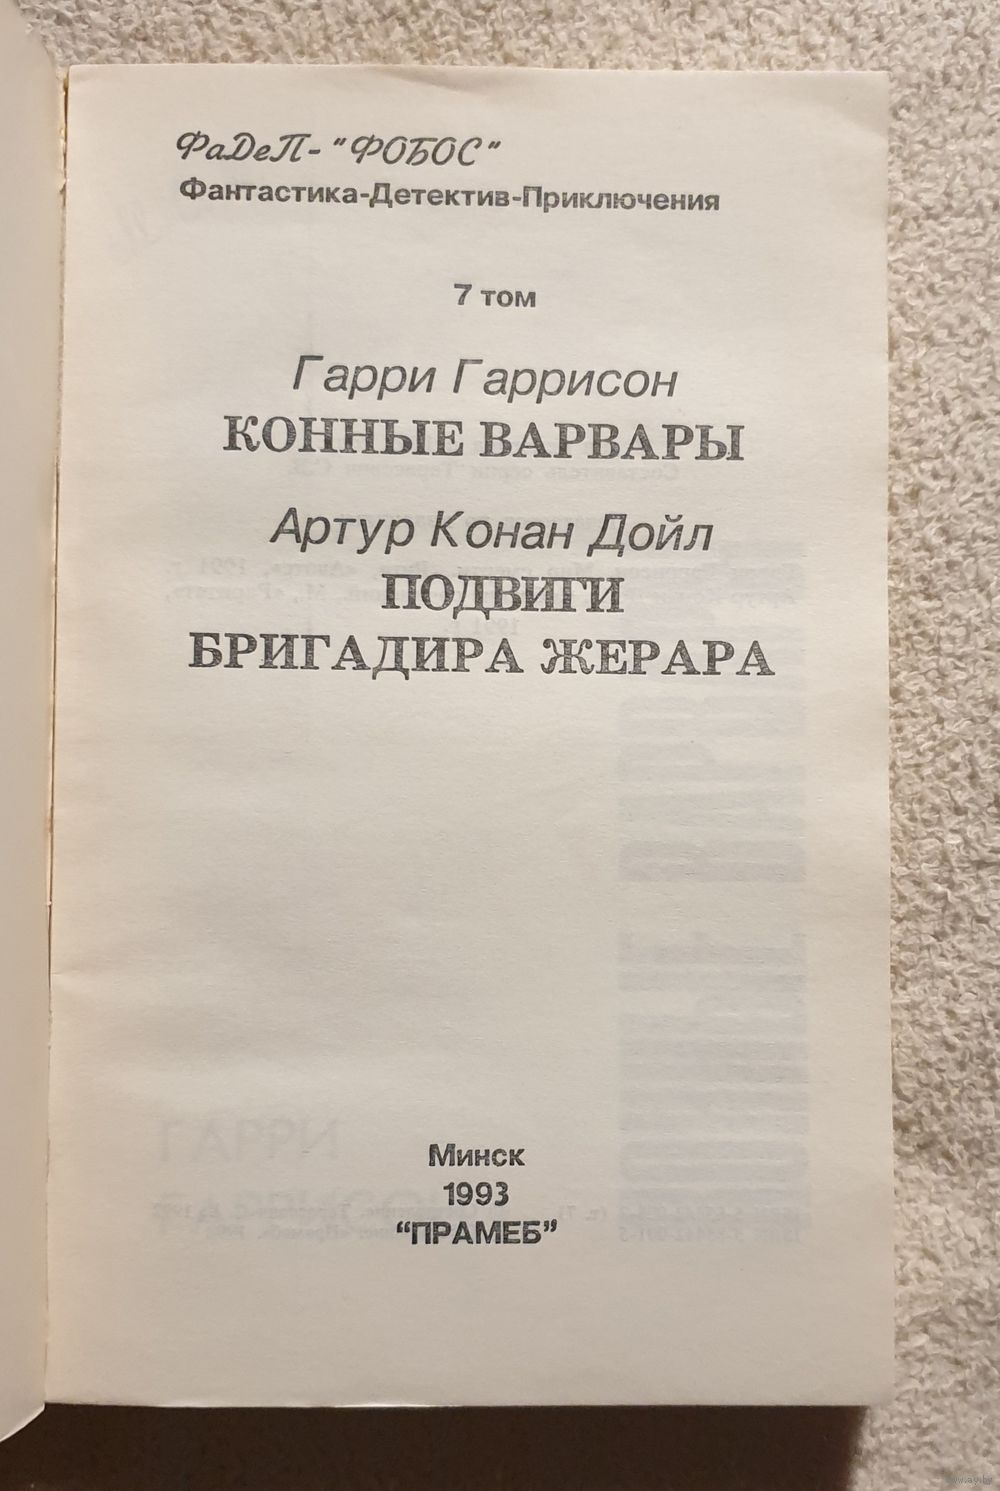 ФаДеП-"ФОБОС"
Фантастика-Детектив-Приключения
7 том
Гарри Гаррисон
КОННЫЕ ВАРВАРЫ
Артур Конан Дойл
ПОДВИГИ
БРИГАДИРА ЖЕРАРА
ГАРРИ
Минск
1993
"ПРАМЕБ"